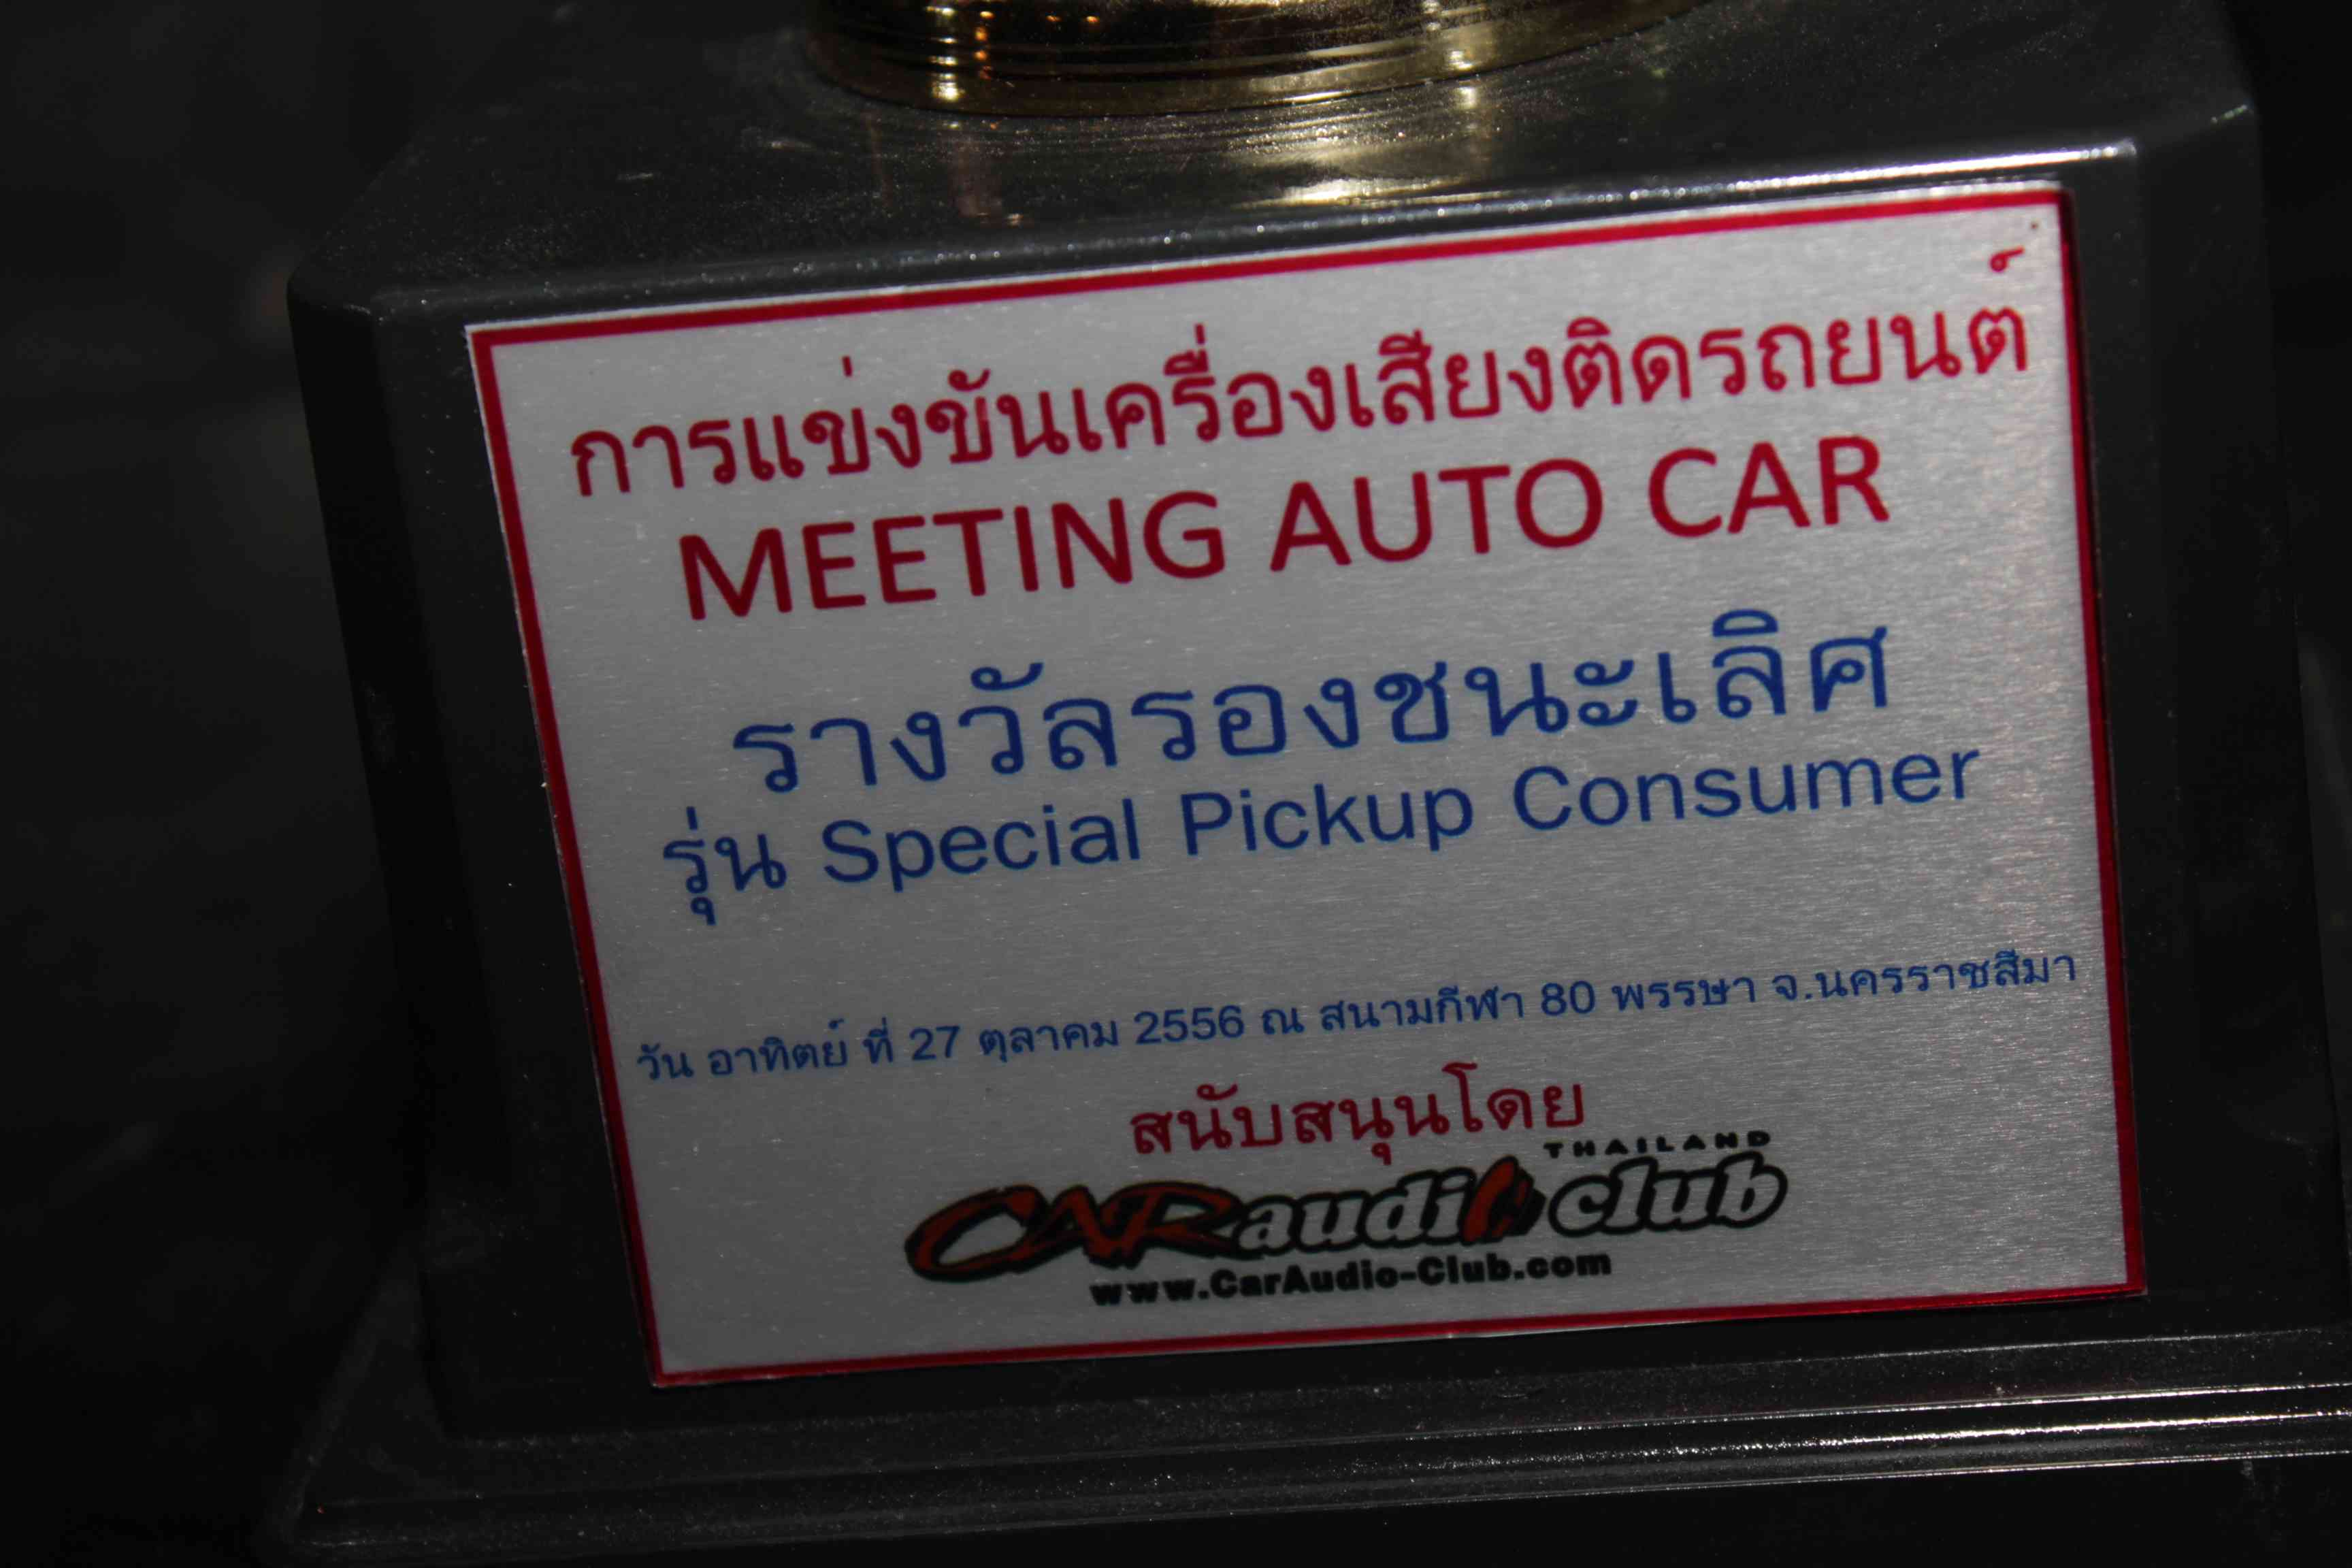 การแข่งขันเครื่องเสียงติดรถยนต์
MEETING AUTO CAR
รางวัลรองชนะเลิศ
รุ่น Special Pickup Consumer
วัน อาทิตย์ ที่ 27 ตุลาคม 2556 ณ สนามกีฬา 80 พรรษา จ.นครราชสีมา
สนับสนุนโดย
THAILAND
CAR audio club
www.CarAudio-Club.com